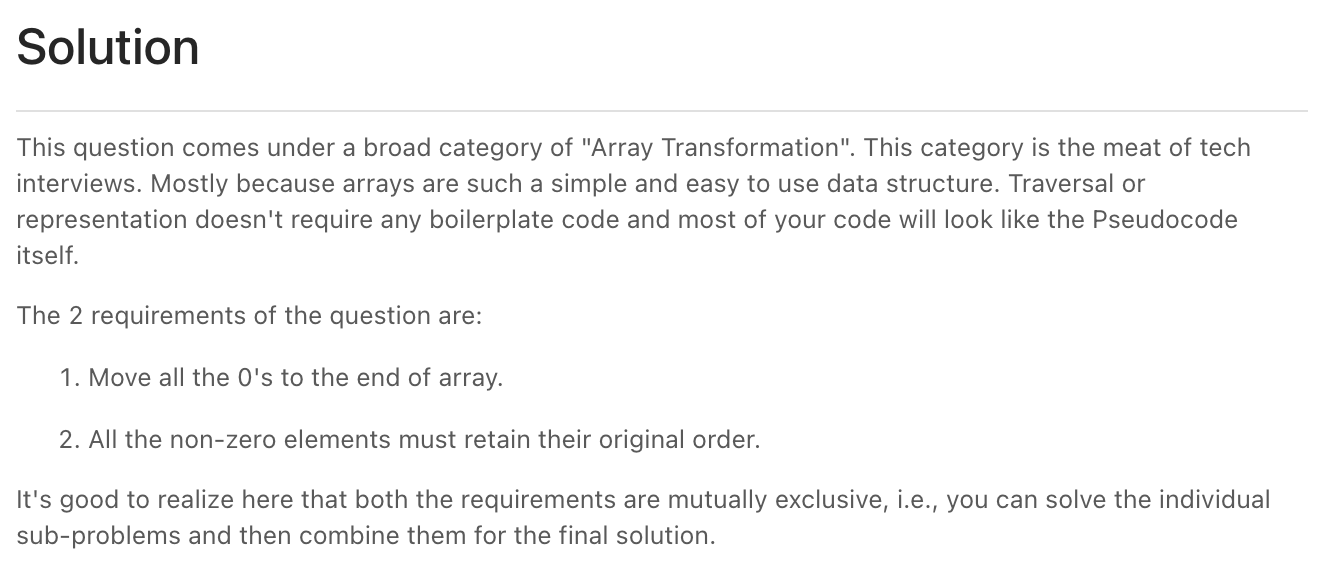 Solution
This question comes under a broad category of "Array Transformation". This category is the meat of tech
interviews. Mostly because arrays are such a simple and easy to use data structure. Traversal or
representation doesn't require any boilerplate code and most of your code will look like the Pseudocode
itself.
The 2 requirements of the question are:
1. Move all the 0's to the end of array.
2. All the non-zero elements must retain their original order.
It's good to realize here that both the requirements are mutually exclusive, i.e., you can solve the individual
sub-problems and then combine them for the final solution.